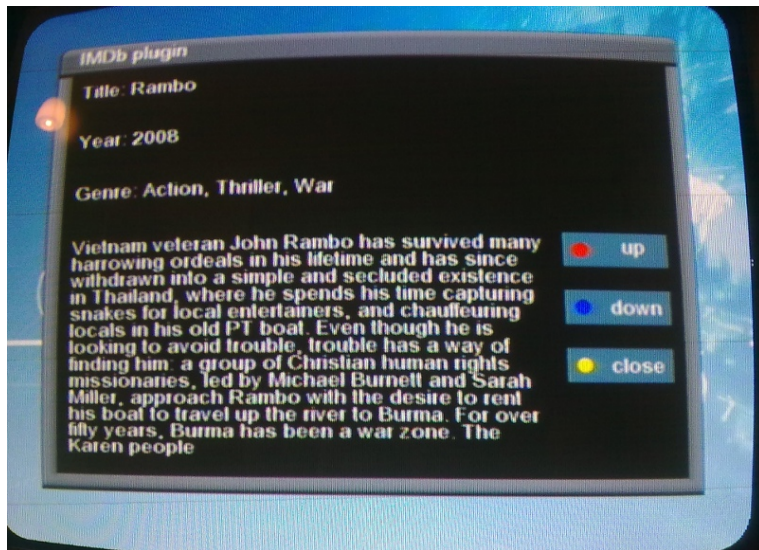 IMDb plugin
Title: Rambo
Year: 2008
Genre: Action, Thriller, War
Vietnam veteran John Rambo has survived many
harrowing ordeals in his lifetime and has since
withdrawn into a simple and secluded existence
in Thailand, where he spends his time capturing
snakes for local entertainers, and chauffeuring
locals in his old PT boat. Even though he is
looking to avoid trouble, trouble has a way of
finding him: a group of Christian human rights
missionaries, led by Michael Burnett and Sarah
Miller, approach Rambo with the desire to rent
his boat to travel up the river to Burma. For over
fifty years, Burma has been a war zone. The
Karen people
up
down
close